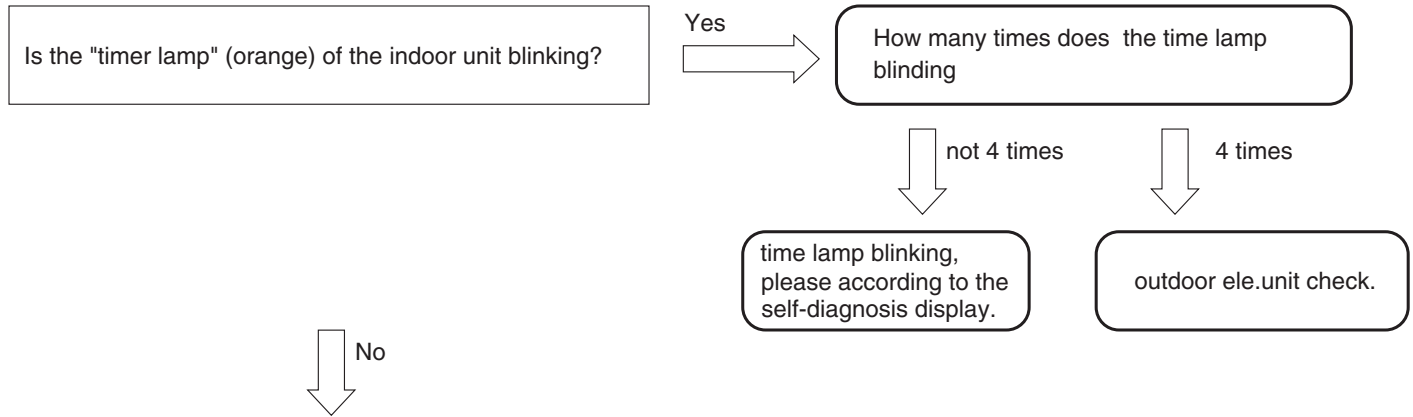 Is the "timer lamp" (orange) of the indoor unit blinking?
Yes
How many times does the time lamp
blinding
not 4 times
4 times
time lamp blinking,
please according to the
self-diagnosis display.
outdoor ele.unit check.
No